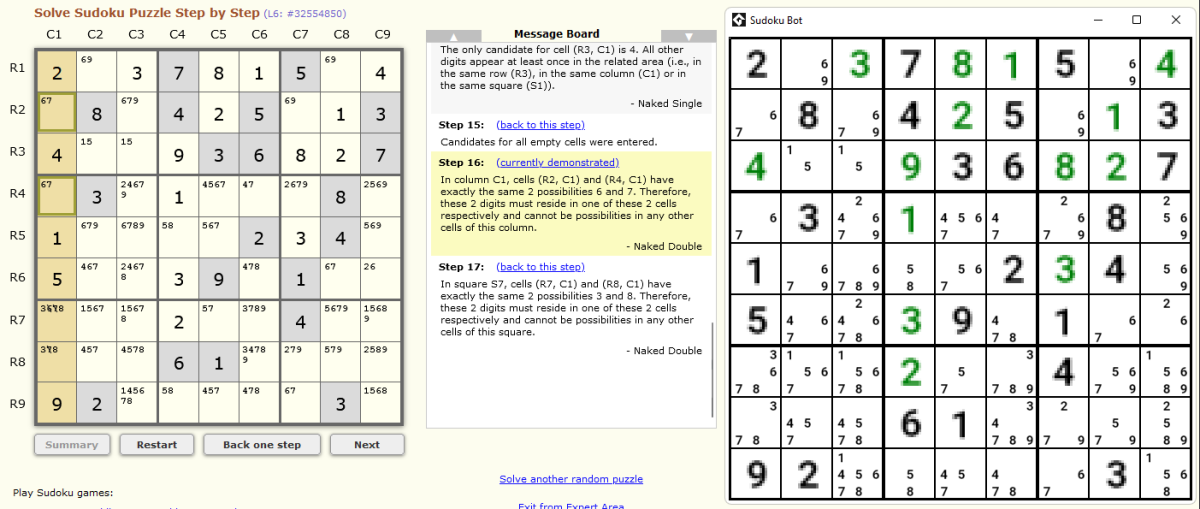 Solve Sudoku Puzzle Step by Step (L6: #32554850)
C1 C2 C3 C4 C5 C6 C7 C8 C9
R1 2 69 3 7 8 1 5 69 4
R2 67 8 679 4 2 5 69 1 3
R3 4 15 15 9 3 6 8 2 7
R4 67 3 24679 1 4567 47 2679 8 2569
R5 1 679 6789 58 567 2 3 4 569
R6 5 467 24678 3 9 478 1 67 26
R7 3678 1567 15678 2 57 3789 4 5679 15689
R8 378 457 4578 6 1 34789 279 579 2589
R9 9 2 145678 58 457 478 67 3 1568
Summary Restart Back one step Next
Play Sudoku games:
Message Board
The only candidate for cell (R3, C1) is 4. All other
digits appear at least once in the related area (i.e., in
the same row (R3), in the same column (C1) or in
the same square (S1)).
- Naked Single
Step 15: (back to this step)
Candidates for all empty cells were entered.
Step 16: (currently demonstrated)
In column C1, cells (R2, C1) and (R4, C1) have
exactly the same 2 possibilities 6 and 7. Therefore,
these 2 digits must reside in one of these 2 cells
respectively and cannot be possibilities in any other
cells of this column.
- Naked Double
Step 17: (back to this step)
In square S7, cells (R7, C1) and (R8, C1) have
exactly the same 2 possibilities 3 and 8. Therefore,
these 2 digits must reside in one of these 2 cells
respectively and cannot be possibilities in any other
cells of this square.
- Naked Double
Solve another random puzzle
Exit from Expert Area
Sudoku Bot
2 69 3 7 8 1 5 69 4
67 8 679 4 2 5 69 1 3
4 15 15 9 3 6 8 2 7
67 3 24679 1 4567 47 2679 8 2569
1 679 6789 58 567 2 3 4 569
5 467 24678 3 9 478 1 67 26
3678 1567 15678 2 57 3789 4 5679 15689
378 457 4578 6 1 34789 279 579 2589
9 2 145678 58 457 478 67 3 1568